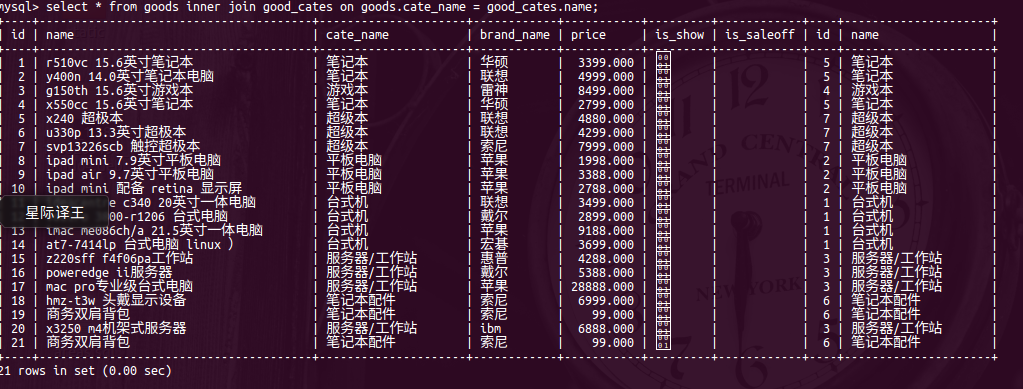 mysql> select * from goods inner join good_cates on goods.cate_name = good_cates.name;
| id | name | cate_name | brand_name | price | is_show | is_saleoff | id | name |
| 1 | r510vc 15.6英寸笔记本 | 笔记本 | 华硕 | 3399.000 | | | 5 | 笔记本 |
| 2 | y400n 14.0英寸笔记本电脑 | 笔记本 | 联想 | 4999.000 | | | 5 | 笔记本 |
| 3 | g150th 15.6英寸游戏本 | 游戏本 | 雷神 | 8499.000 | | | 4 | 游戏本 |
| 4 | x550cc 15.6英寸笔记本 | 笔记本 | 华硕 | 2799.000 | | | 5 | 笔记本 |
| 5 | x240 超极本 | 超级本 | 联想 | 4880.000 | | | 7 | 超级本 |
| 6 | u330p 13.3英寸超极本 | 超级本 | 联想 | 4299.000 | | | 7 | 超级本 |
| 7 | svp13226scb 触控超极本 | 超级本 | 索尼 | 7999.000 | | | 7 | 超级本 |
| 8 | ipad mini 7.9英寸平板电脑 | 平板电脑 | 苹果 | 1998.000 | | | 2 | 平板电脑 |
| 9 | ipad air 9.7英寸平板电脑 | 平板电脑 | 苹果 | 3388.000 | | | 2 | 平板电脑 |
| 10 | ipad mini 配备 retina 显示屏 | 平板电脑 | 苹果 | 2788.000 | | | 2 | 平板电脑 |
c340 20英寸一体电脑 | 台式机 | 联想 | 3499.000 | | | 1 | 台式机 |
星际译王
-r1206 台式电脑 | 台式机 | 戴尔 | 2899.000 | | | 1 | 台式机 |
| 13 | imac me086ch/a 21.5英寸一体电脑 | 台式机 | 苹果 | 9188.000 | | | 1 | 台式机 |
| 14 | at7-7414lp 台式电脑 linux ） | 台式机 | 宏碁 | 3699.000 | | | 1 | 台式机 |
| 15 | z220sff f4f06pa工作站 | 服务器/工作站 | 惠普 | 4288.000 | | | 3 | 服务器/工作站 |
| 16 | poweredge ii服务器 | 服务器/工作站 | 戴尔 | 5388.000 | | | 3 | 服务器/工作站 |
| 17 | mac pro专业级台式电脑 | 服务器/工作站 | 苹果 | 28888.000 | | | 3 | 服务器/工作站 |
| 18 | hmz-t3w 头戴显示设备 | 笔记本配件 | 索尼 | 6999.000 | | | 6 | 笔记本配件 |
| 19 | 商务双肩背包 | 笔记本配件 | 索尼 | 99.000 | | | 6 | 笔记本配件 |
| 20 | x3250 m4机架式服务器 | 服务器/工作站 | ibm | 6888.000 | | | 3 | 服务器/工作站 |
| 21 | 商务双肩背包 | 笔记本配件 | 索尼 | 99.000 | | | 6 | 笔记本配件 |
21 rows in set (0.00 sec)
12
GRAND CENTRAL
TERMINAL
NEW YORK